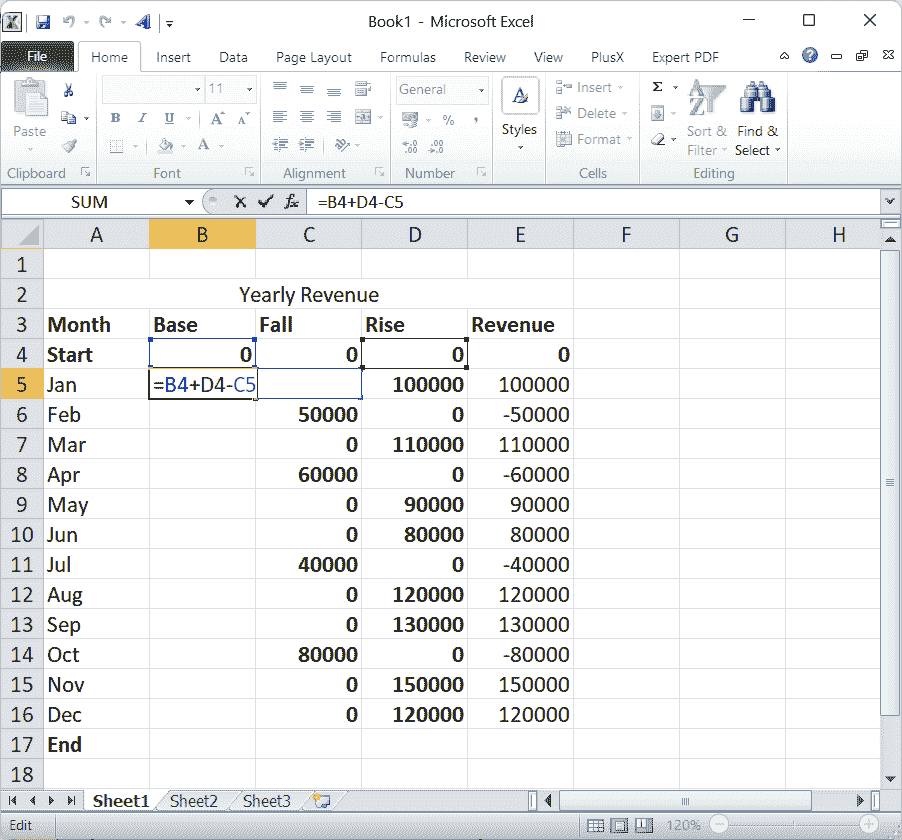 Book1 - Microsoft Excel
File Home Insert Data Page Layout Formulas Review View PlusX Expert PDF
11 General
Paste B I U A A A % , Styles Insert Delete Format Σ Sort & Filter Find & Select
Clipboard Font Alignment Number Cells Editing
SUM fx =B4+D4-C5
A B C D E F G H
1
2 Yearly Revenue
3 Month Base Fall Rise Revenue
4 Start 0 0 0 0
5 Jan =B4+D4-C5 100000 100000
6 Feb 50000 0 -50000
7 Mar 0 110000 110000
8 Apr 60000 0 -60000
9 May 0 90000 90000
10 Jun 0 80000 80000
11 Jul 40000 0 -40000
12 Aug 0 120000 120000
13 Sep 0 130000 130000
14 Oct 80000 0 -80000
15 Nov 0 150000 150000
16 Dec 0 120000 120000
17 End
18
Sheet1 Sheet2 Sheet3
Edit 120%